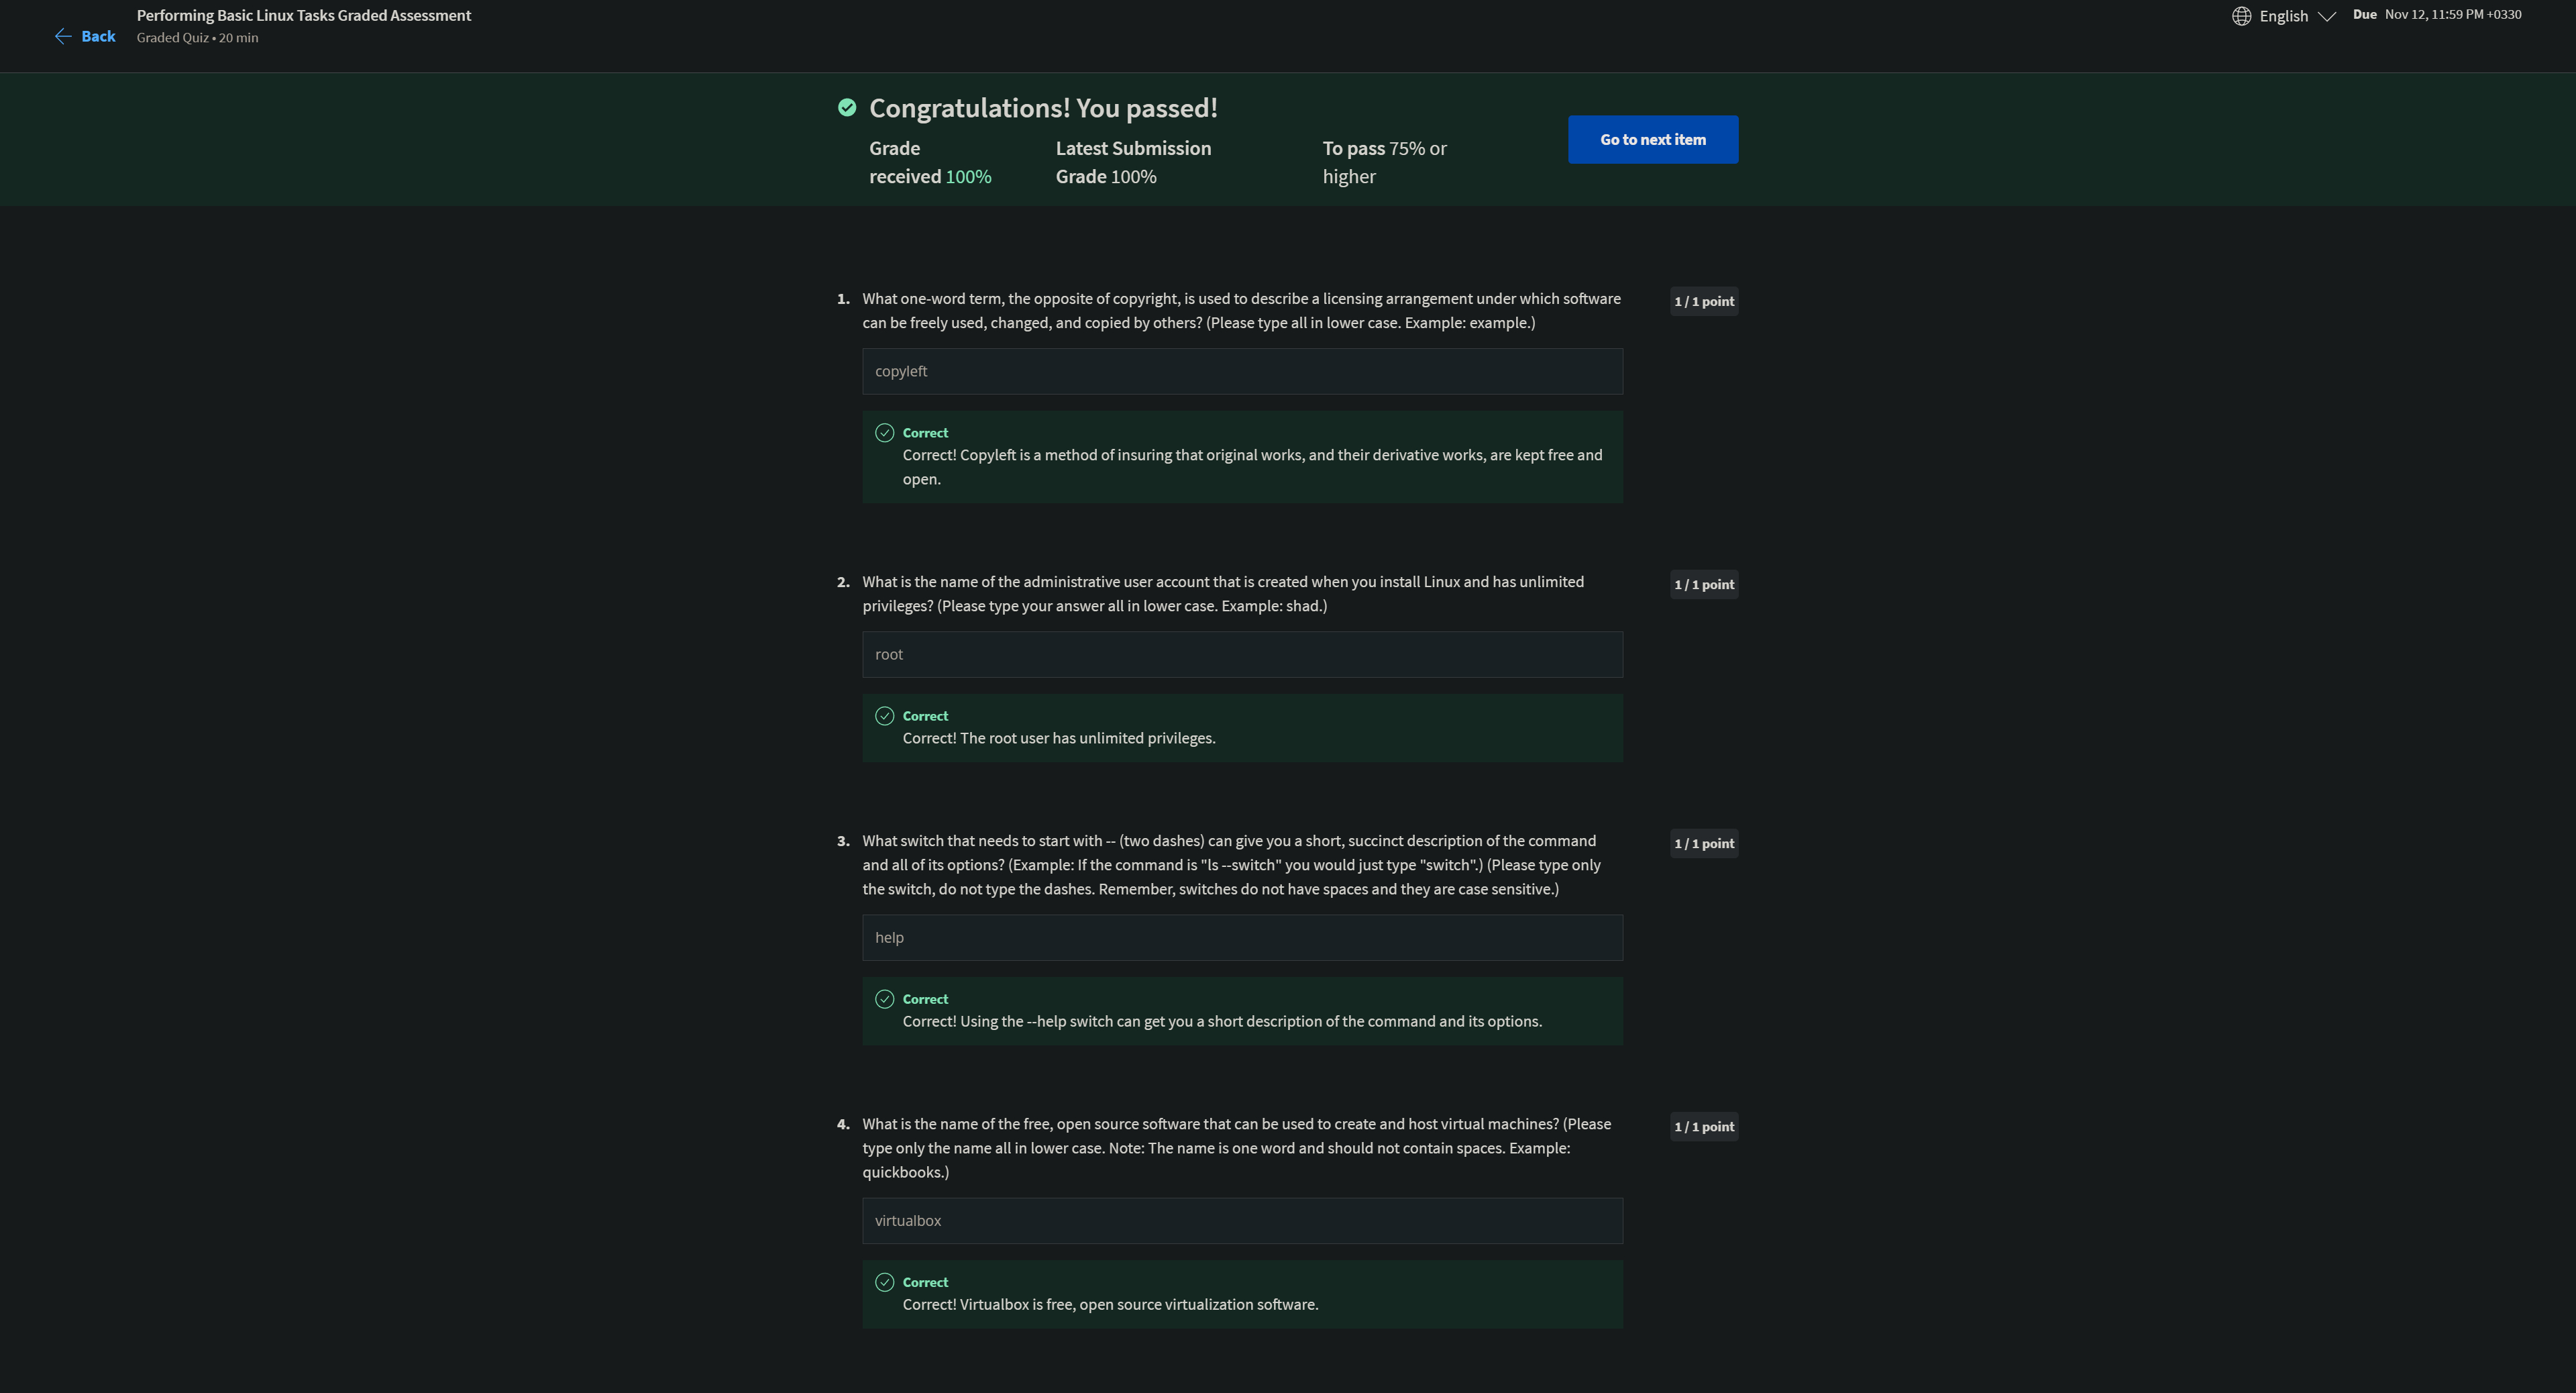 Performing Basic Linux Tasks Graded Assessment
Back
Graded Quiz • 20 min
English
Due Nov 12, 11:59 PM +0330
Congratulations! You passed!
Grade
received 100%
Latest Submission
Grade 100%
To pass 75% or
higher
Go to next item
1. What one-word term, the opposite of copyright, is used to describe a licensing arrangement under which software
can be freely used, changed, and copied by others? (Please type all in lower case. Example: example.)
1 / 1 point
copyleft
Correct
Correct! Copyleft is a method of insuring that original works, and their derivative works, are kept free and
open.
2. What is the name of the administrative user account that is created when you install Linux and has unlimited
privileges? (Please type your answer all in lower case. Example: shad.)
1 / 1 point
root
Correct
Correct! The root user has unlimited privileges.
3. What switch that needs to start with -- (two dashes) can give you a short, succinct description of the command
and all of its options? (Example: If the command is "ls --switch" you would just type "switch".) (Please type only
the switch, do not type the dashes. Remember, switches do not have spaces and they are case sensitive.)
1 / 1 point
help
Correct
Correct! Using the --help switch can get you a short description of the command and its options.
4. What is the name of the free, open source software that can be used to create and host virtual machines? (Please
type only the name all in lower case. Note: The name is one word and should not contain spaces. Example:
quickbooks.)
1 / 1 point
virtualbox
Correct
Correct! Virtualbox is free, open source virtualization software.